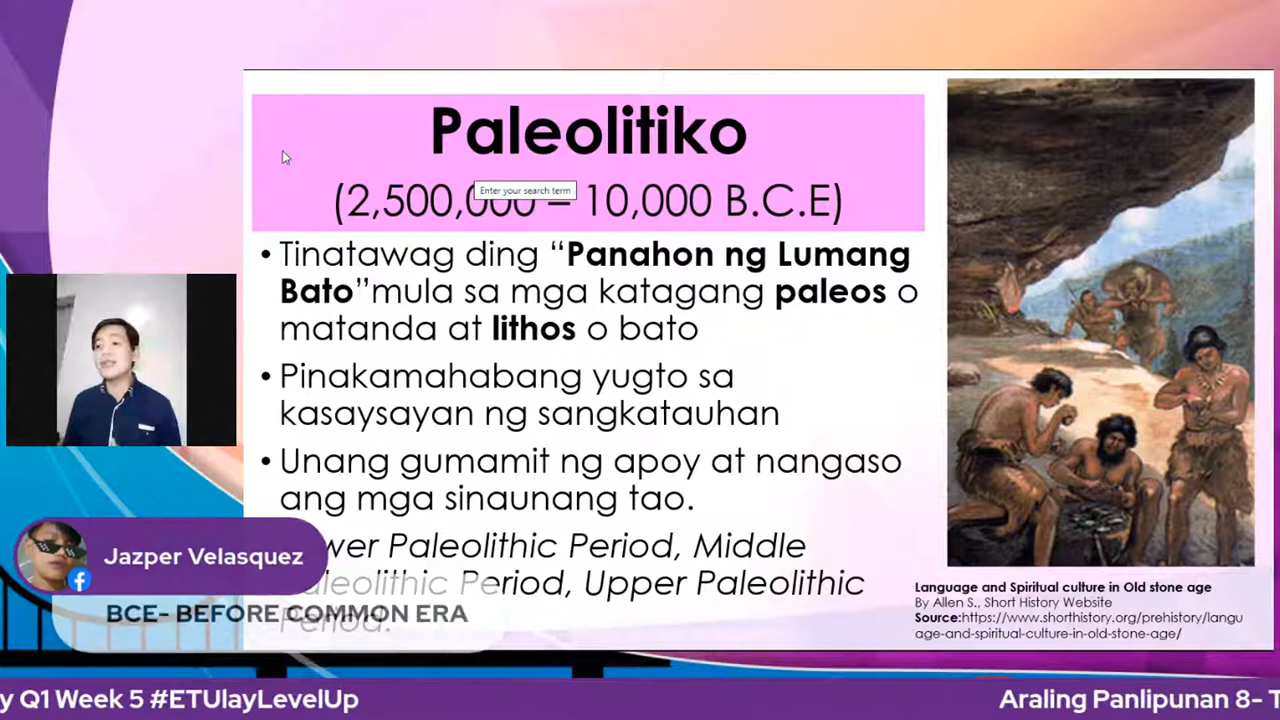 Paleolitiko
(2,500,000 – 10,000 B.C.E)
Enter your search term
• Tinatawag ding “Panahon ng Lumang
Bato”mula sa mga katagang paleos o
matanda at lithos o bato
• Pinakamahabang yugto sa
kasaysayan ng sangkatauhan
• Unang gumamit ng apoy at nangaso
ang mga sinaunang tao.
Paleolithic Period, Middle
Period, Upper Paleolithic
Period.
Language and Spiritual culture in Old stone age
By Allen S., Short History Website
Source:https://www.shorthistory.org/prehistory/langu
age-and-spiritual-culture-in-old-stone-age/
Jazper Velasquez
BCE- BEFORE COMMON ERA
y Q1 Week 5 #ETUlayLevelUp
Araling Panlipunan 8- T